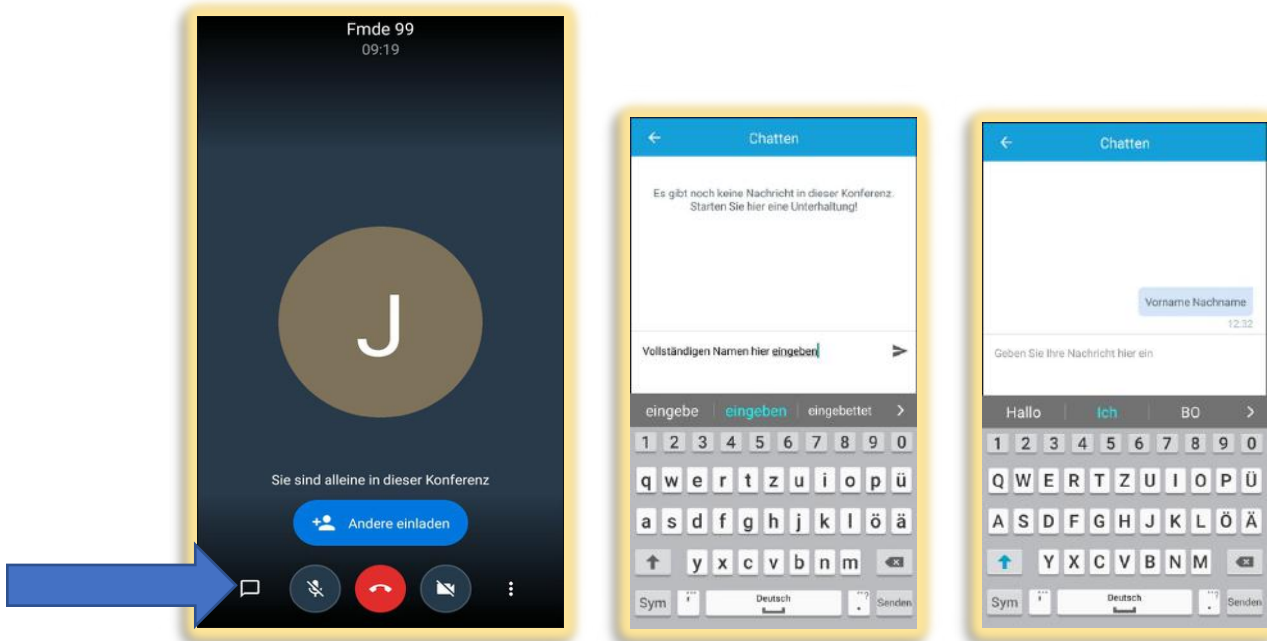 Fmde 99
09:19
J
Sie sind alleine in dieser Konferenz
Andere einladen
Chatten
Es gibt noch keine Nachricht in dieser Konferenz.
Starten Sie hier eine Unterhaltung!
Vollständigen Namen hier eingeben
eingebe eingeben eingebettet
1 2 3 4 5 6 7 8 9 0
q w e r t z u i o p ü
a s d f g h j k l ö ä
y x c v b n m
Sym Deutsch . Senden
Chatten
Vorname Nachname
12:32
Geben Sie Ihre Nachricht hier ein
Hallo Ich BO
1 2 3 4 5 6 7 8 9 0
Q W E R T Z U I O P Ü
A S D F G H J K L Ö Ä
Y X C V B N M
Sym Deutsch . Senden